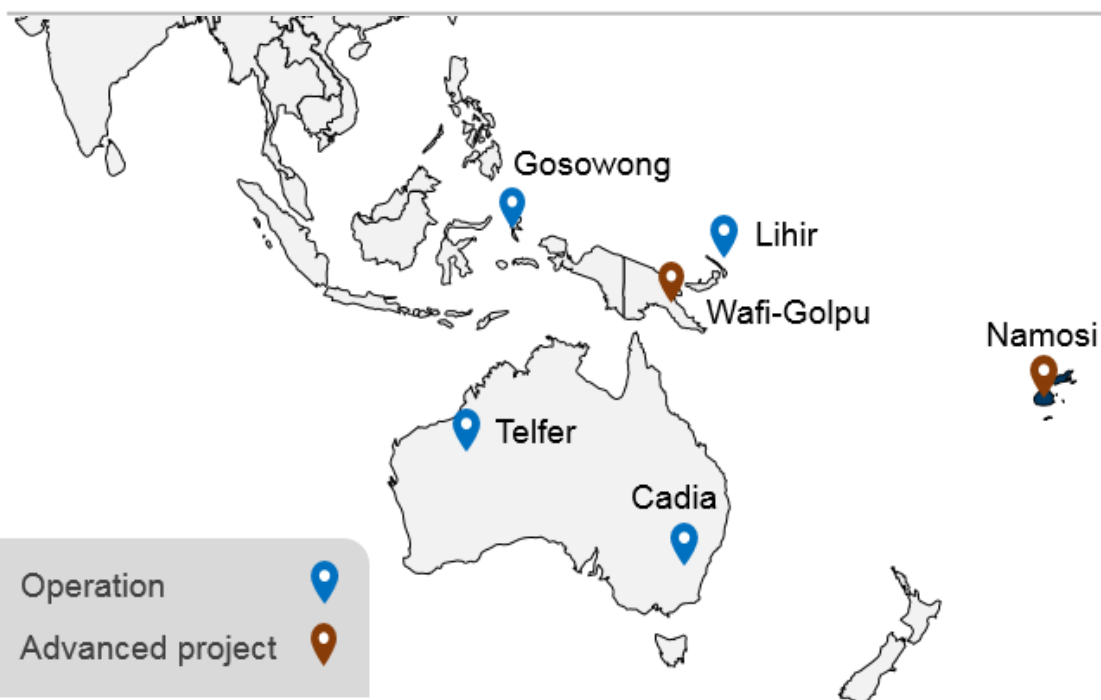 Gosowong
Lihir
Wafi-Golpu
Namosi
Telfer
Cadia
Operation
Advanced project